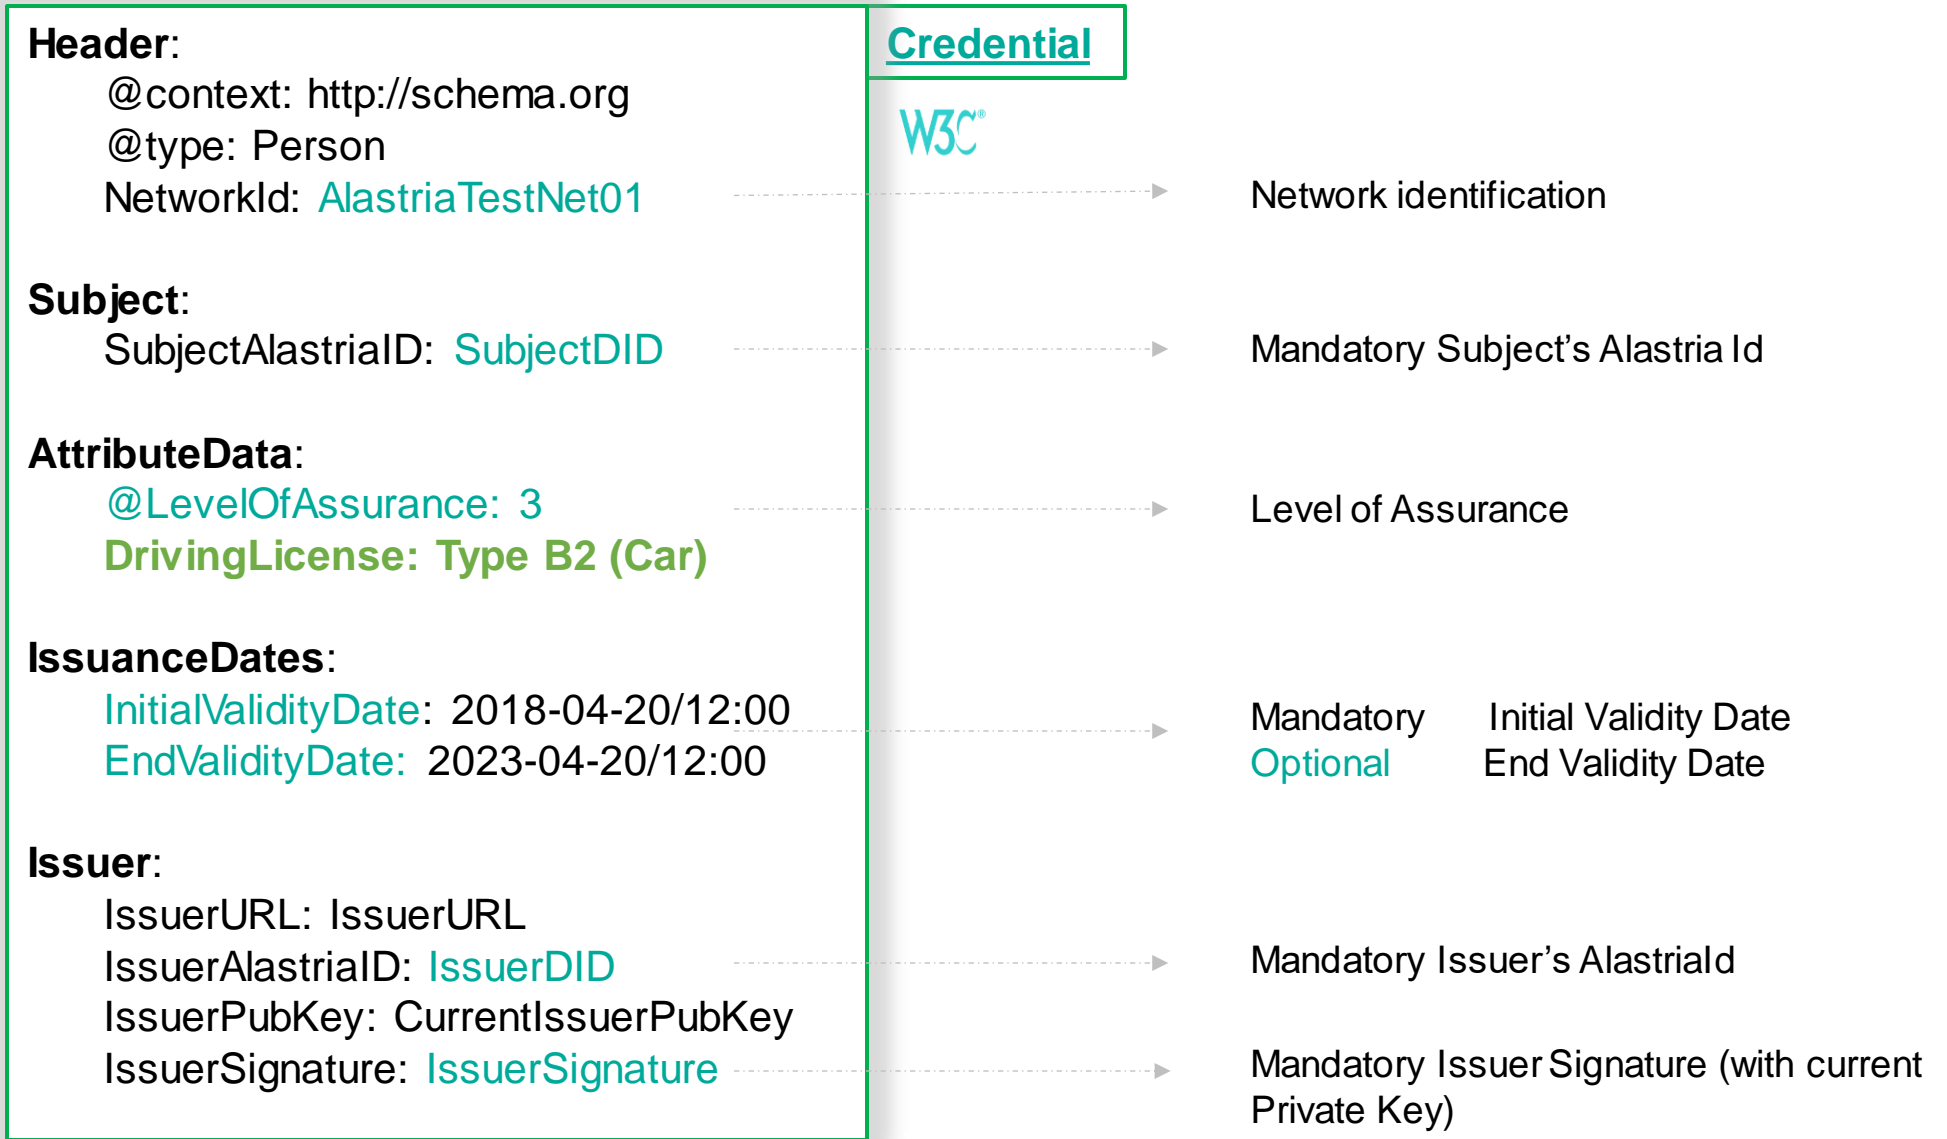 Header:
@context: http://schema.org
@type: Person
NetworkId: AlastriaTestNet01
Subject:
SubjectAlastriaID: SubjectDID
AttributeData:
@LevelOfAssurance: 3
DrivingLicense: Type B2 (Car)
IssuanceDates:
InitialValidityDate: 2018-04-20/12:00
EndValidityDate: 2023-04-20/12:00
Issuer:
IssuerURL: IssuerURL
IssuerAlastriaID: IssuerDID
IssuerPubKey: CurrentIssuerPubKey
IssuerSignature: IssuerSignature
Credential
W3C®
Network identification
Mandatory Subject’s Alastria Id
Level of Assurance
Mandatory Initial Validity Date
Optional End Validity Date
Mandatory Issuer’s AlastriaId
Mandatory Issuer Signature (with current
Private Key)